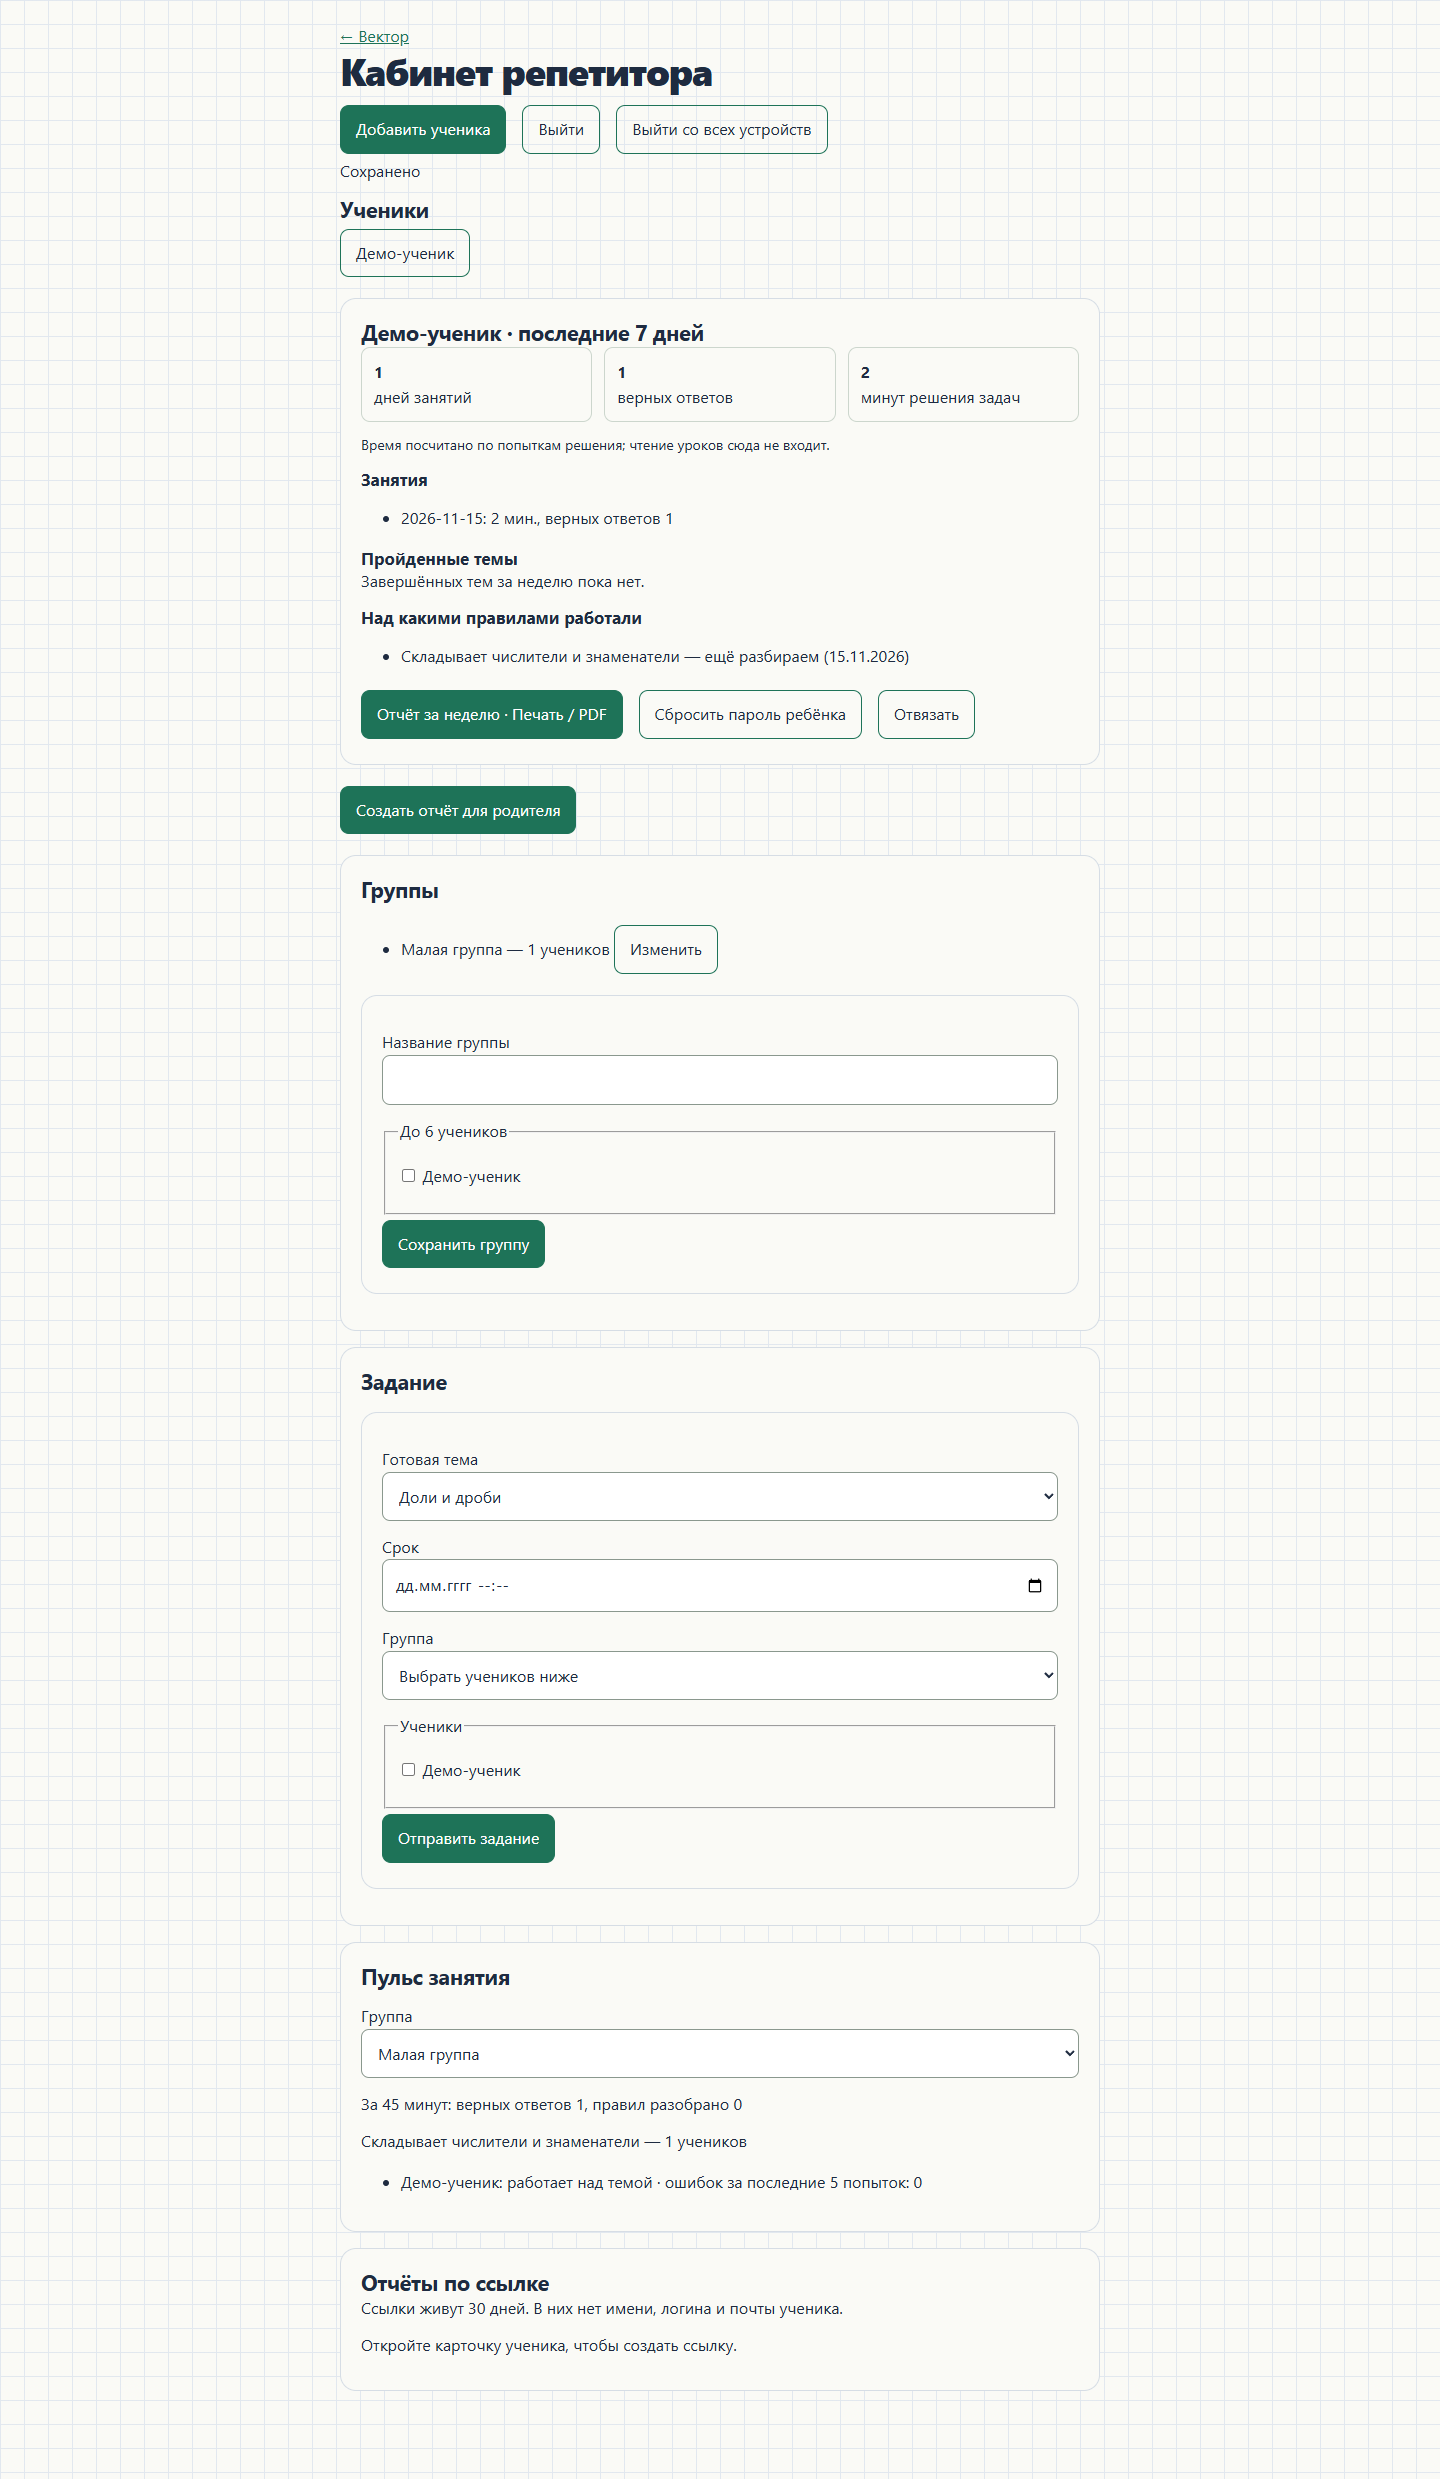 ← Вектор
Кабинет репетитора
Добавить ученика
Выйти
Выйти со всех устройств
Сохранено
Ученики
Демо-ученик
Демо-ученик · последние 7 дней
1
дней занятий
1
верных ответов
2
минут решения задач
Время посчитано по попыткам решения; чтение уроков сюда не входит.
Занятия
2026-11-15: 2 мин., верных ответов 1
Пройденные темы
Завершённых тем за неделю пока нет.
Над какими правилами работали
Складывает числители и знаменатели — ещё разбираем (15.11.2026)
Отчёт за неделю · Печать / PDF
Сбросить пароль ребёнка
Отвязать
Создать отчёт для родителя
Группы
Малая группа — 1 учеников
Изменить
Название группы
До 6 учеников
Демо-ученик
Сохранить группу
Задание
Готовая тема
Доли и дроби
Срок
дд.мм.гггг --:--
Группа
Выбрать учеников ниже
Ученики
Демо-ученик
Отправить задание
Пульс занятия
Группа
Малая группа
За 45 минут: верных ответов 1, правил разобрано 0
Складывает числители и знаменатели — 1 учеников
Демо-ученик: работает над темой · ошибок за последние 5 попыток: 0
Отчёты по ссылке
Ссылки живут 30 дней. В них нет имени, логина и почты ученика.
Откройте карточку ученика, чтобы создать ссылку.